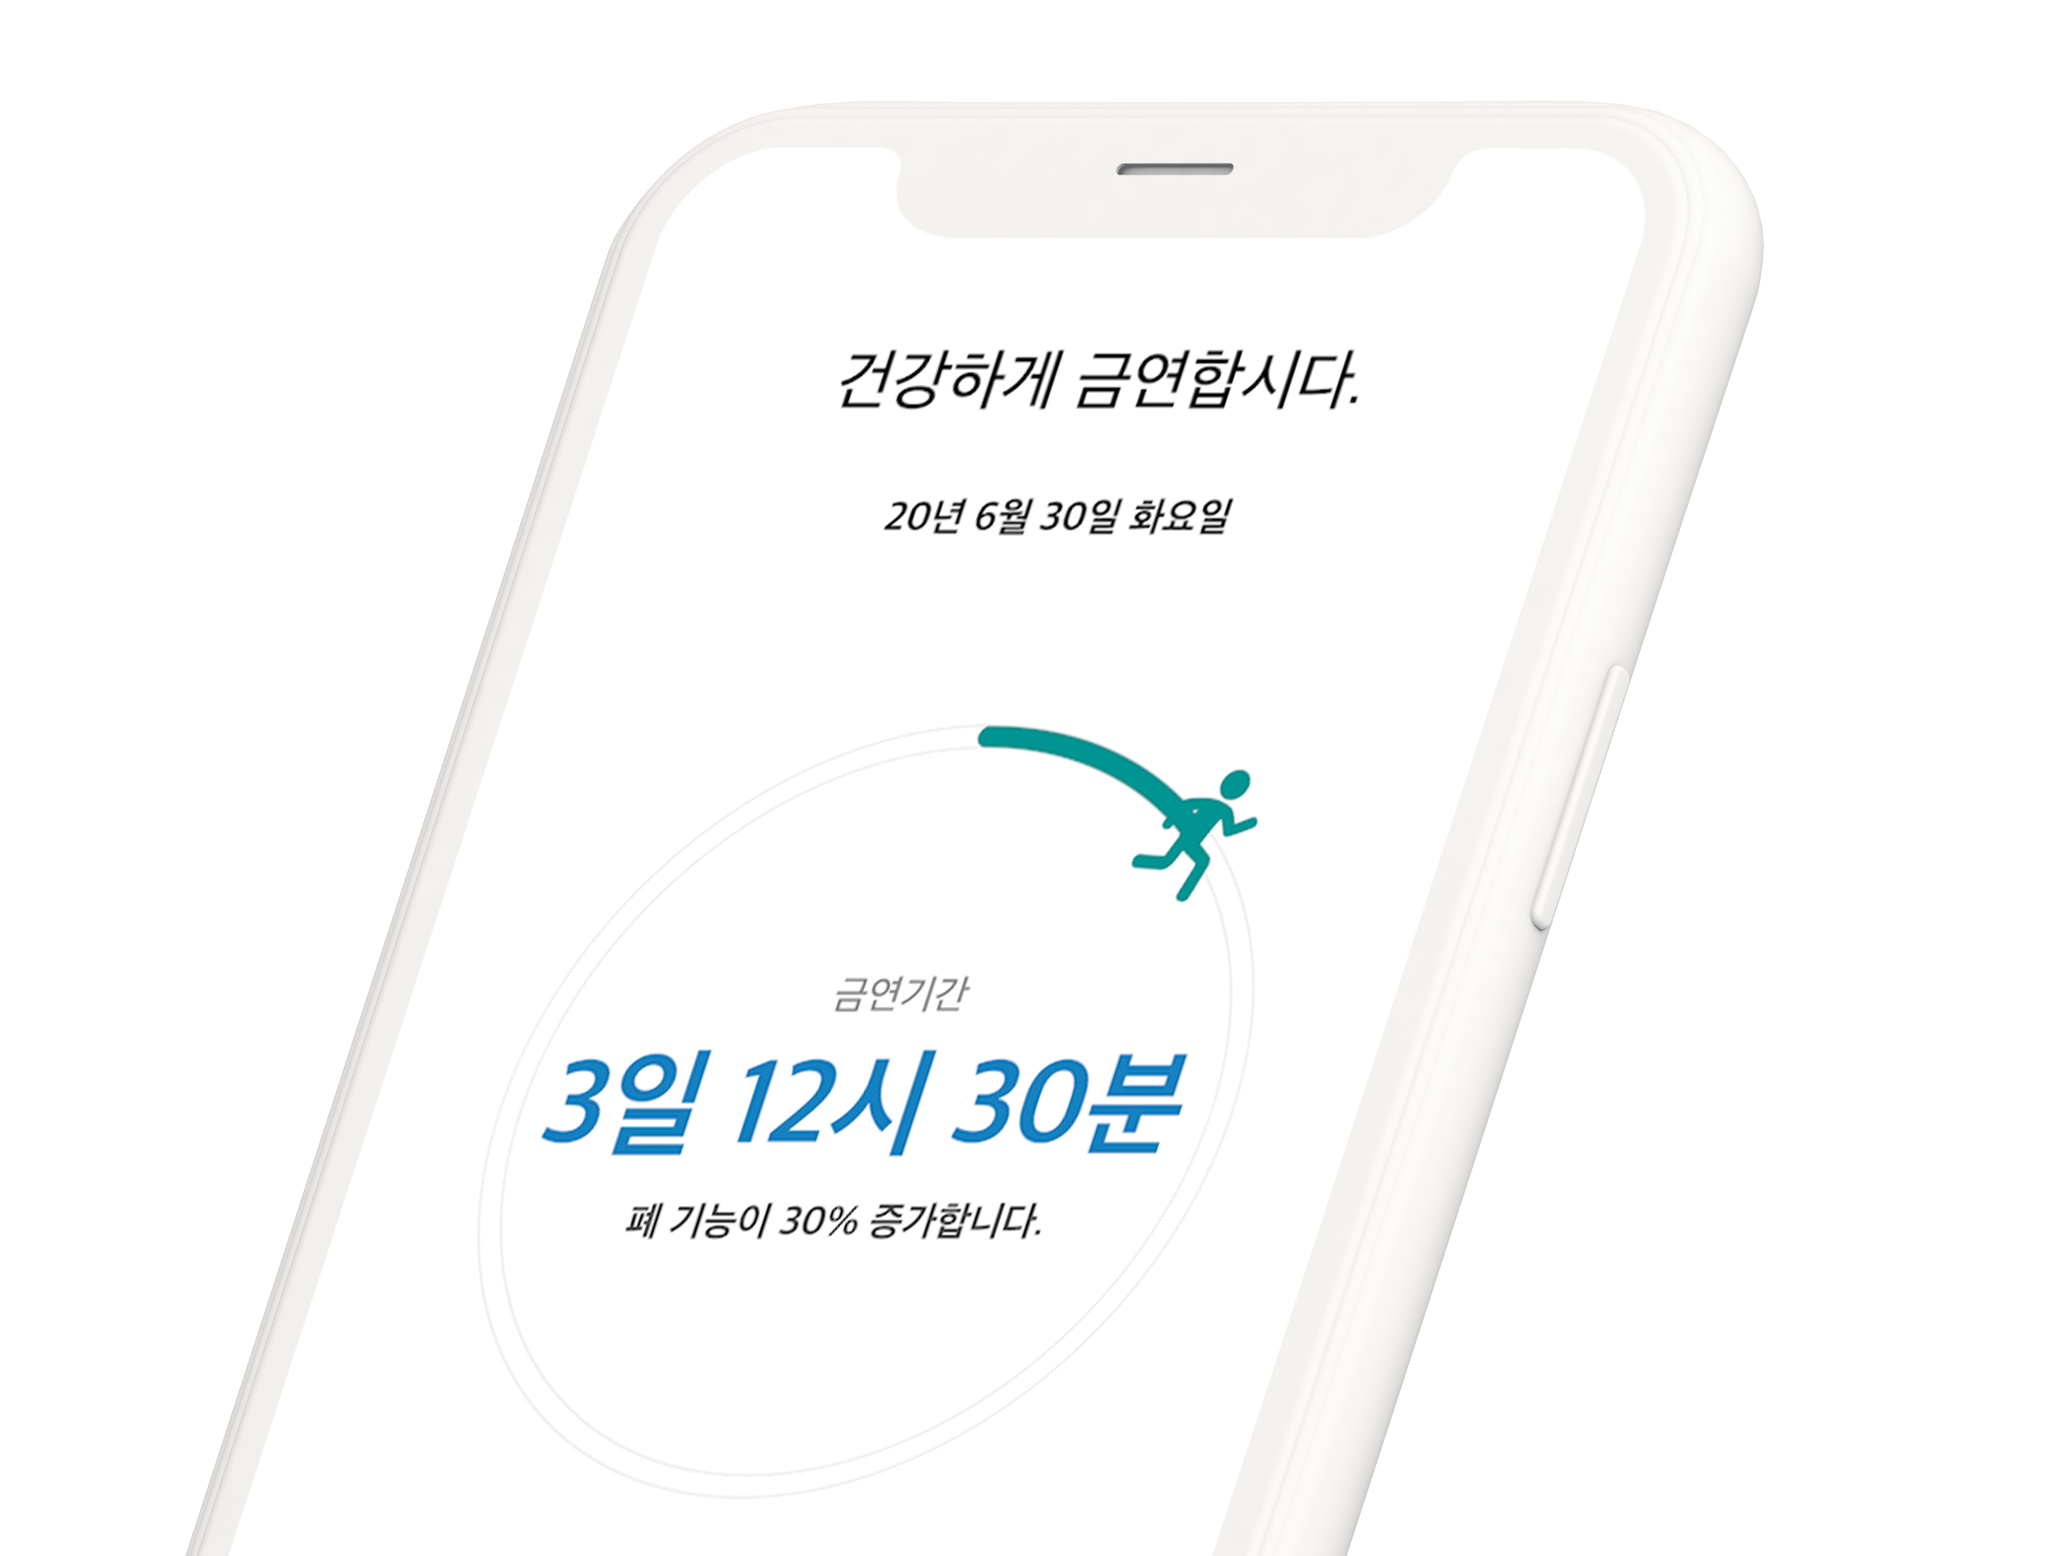 건강하게 금연합시다.
20년 6월 30일 화요일
금연기간
3일 12시 30분
폐 기능이 30% 증가합니다.